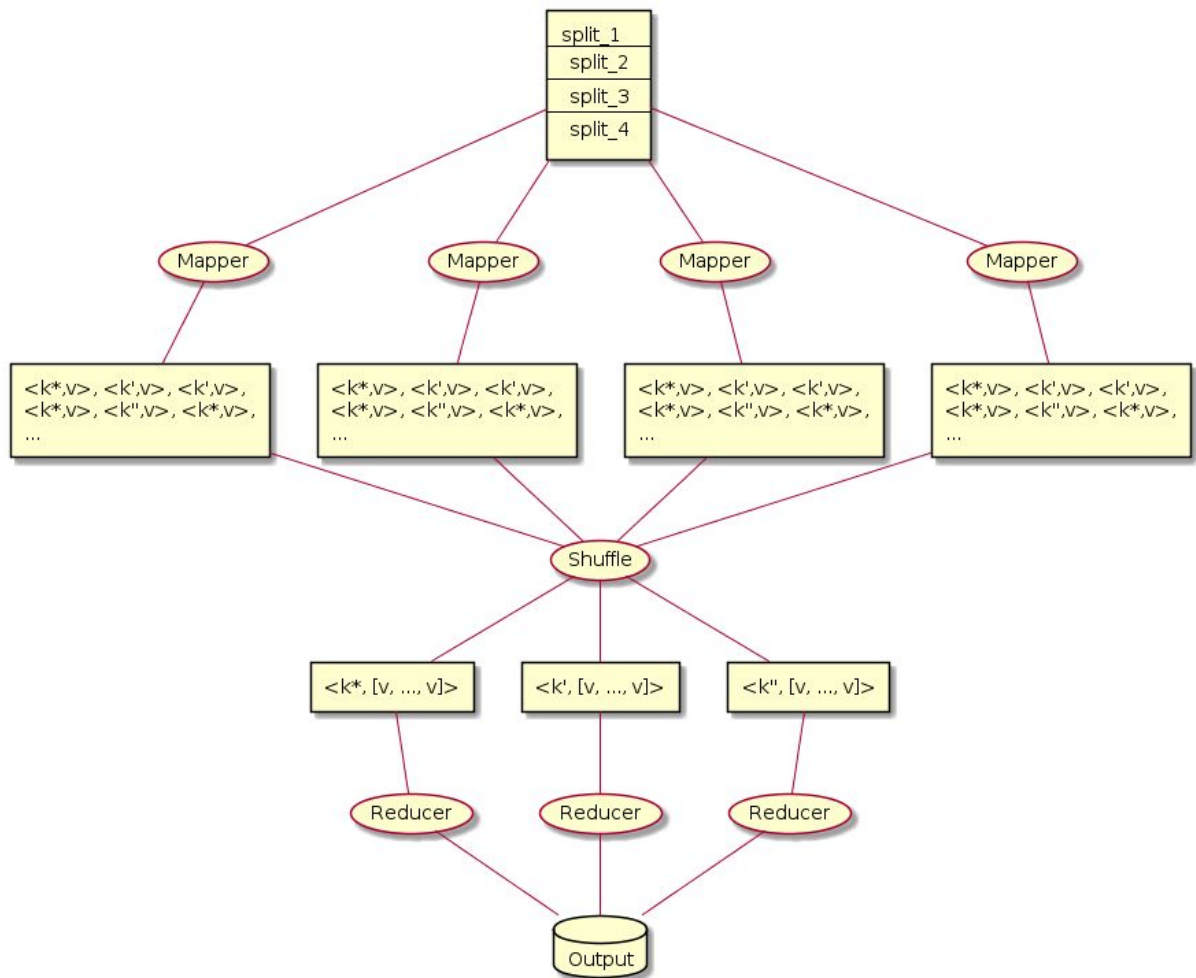 split_1
split_2
split_3
split_4
Mapper
Mapper
Mapper
Mapper
<k*,v>, <k',v>, <k',v>,
<k*,v>, <k",v>, <k*,v>,
...
<k*,v>, <k',v>, <k',v>,
<k*,v>, <k",v>, <k*,v>,
...
<k*,v>, <k',v>, <k',v>,
<k*,v>, <k",v>, <k*,v>,
...
<k*,v>, <k',v>, <k',v>,
<k*,v>, <k",v>, <k*,v>,
...
Shuffle
<k*, [v, ..., v]>
<k', [v, ..., v]>
<k", [v, ..., v]>
Reducer
Reducer
Reducer
Output